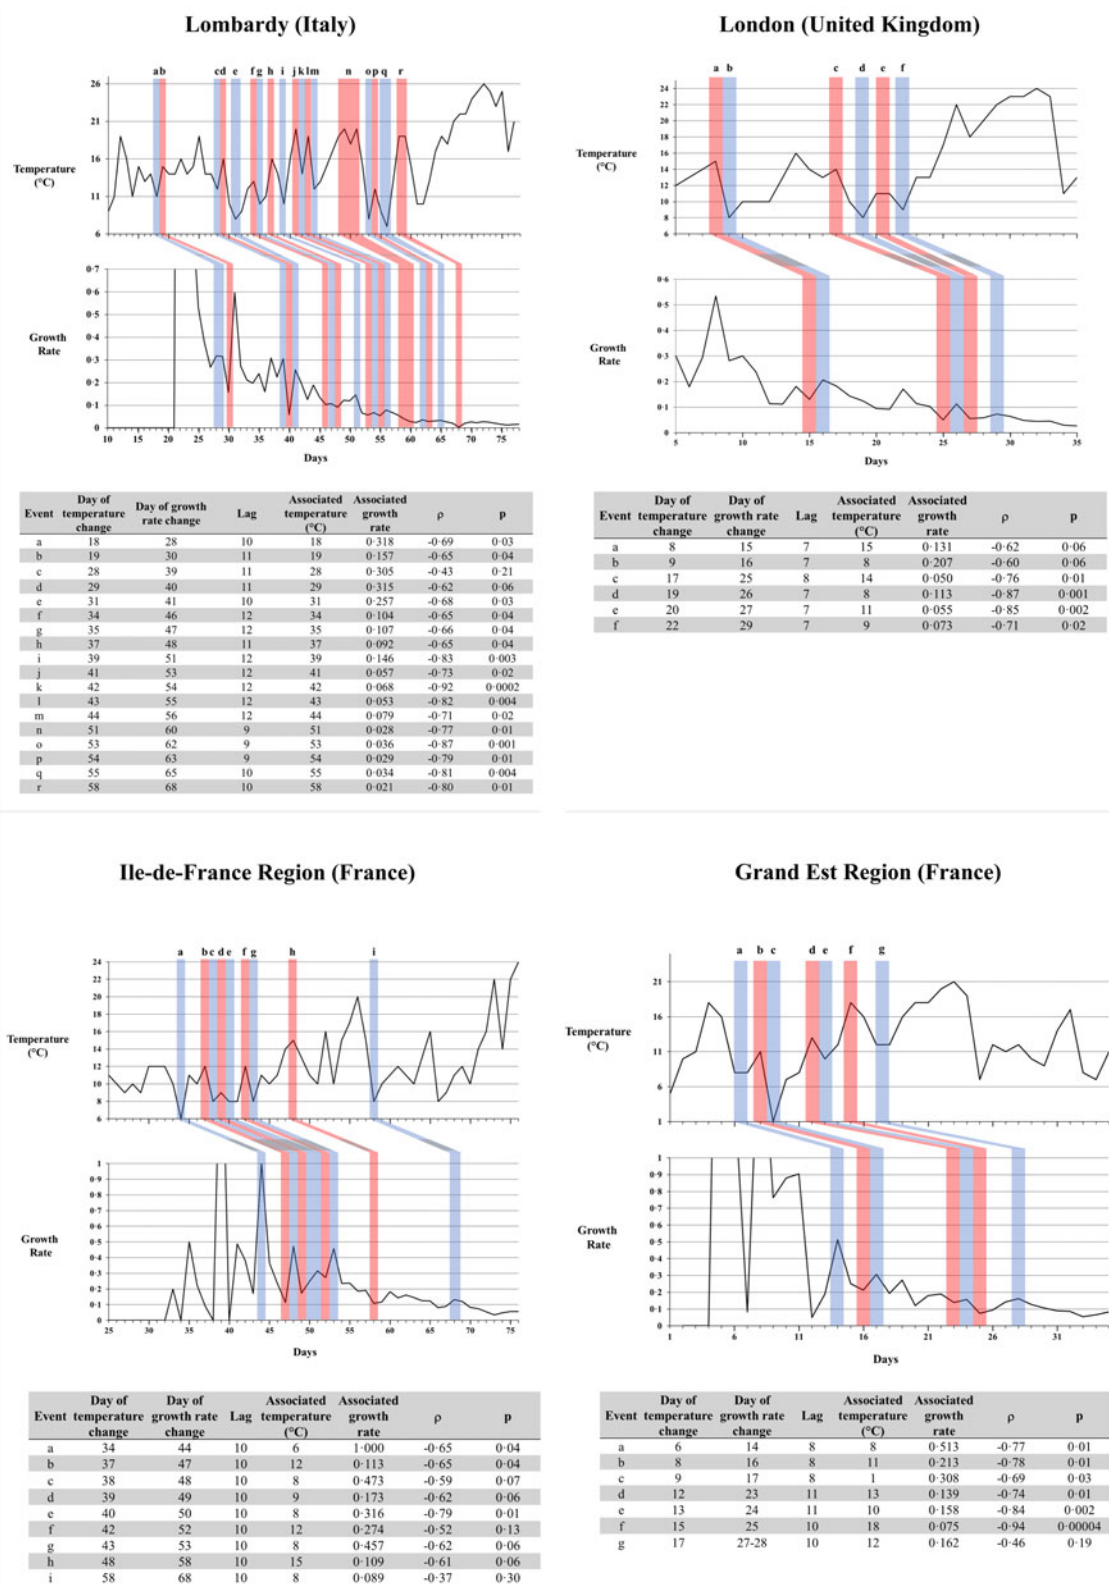 Lombardy (Italy)
a b c d e f g h i j k l m n o p q r
26
21
16
11
6
Temperature
(°C)
0·7
0·6
0·5
0·4
0·3
0·2
0·1
0
Growth
Rate
10 15 20 25 30 35 40 45 50 55 60 65 70 75
Days
Event Day of temperature change Day of growth rate change Lag Associated temperature (°C) Associated growth rate ρ p
a 18 28 10 18 0·318 -0·69 0·03
b 19 30 11 19 0·157 -0·65 0·04
c 28 39 11 28 0·305 -0·43 0·21
d 29 40 11 29 0·315 -0·62 0·06
e 31 41 10 31 0·257 -0·68 0·03
f 34 46 12 34 0·104 -0·65 0·04
g 35 47 12 35 0·107 -0·66 0·04
h 37 48 11 37 0·092 -0·65 0·04
i 39 51 12 39 0·146 -0·83 0·003
j 41 53 12 41 0·057 -0·73 0·02
k 42 54 12 42 0·068 -0·92 0·0002
l 43 55 12 43 0·053 -0·82 0·004
m 44 56 12 44 0·079 -0·71 0·02
n 51 60 9 51 0·028 -0·77 0·01
o 53 62 9 53 0·036 -0·87 0·001
p 54 63 9 54 0·029 -0·79 0·01
q 55 65 10 55 0·034 -0·81 0·004
r 58 68 10 58 0·021 -0·80 0·01
London (United Kingdom)
a b c d e f
24
22
20
18
16
14
12
10
8
6
Temperature
(°C)
0·6
0·5
0·4
0·3
0·2
0·1
0
Growth
Rate
5 10 15 20 25 30 35
Days
Event Day of temperature change Day of growth rate change Lag Associated temperature (°C) Associated growth rate ρ p
a 8 15 7 15 0·131 -0·62 0·06
b 9 16 7 8 0·207 -0·60 0·06
c 17 25 8 14 0·050 -0·76 0·01
d 19 26 7 8 0·113 -0·87 0·001
e 20 27 7 11 0·055 -0·85 0·002
f 22 29 7 9 0·073 -0·71 0·02
Ile-de-France Region (France)
a b c d e f g h i
24
22
20
18
16
14
12
10
8
6
Temperature
(°C)
25 30 35 40 45 50 55 60 65 70 75
1
0·9
0·8
0·7
0·6
0·5
0·4
0·3
0·2
0·1
0
Growth
Rate
25 30 35 40 45 50 55 60 65 70 75
Days
Event Day of temperature change Day of growth rate change Lag Associated temperature (°C) Associated growth rate ρ p
a 34 44 10 6 1·000 -0·65 0·04
b 37 47 10 12 0·113 -0·65 0·04
c 38 48 10 8 0·473 -0·59 0·07
d 39 49 10 9 0·173 -0·62 0·06
e 40 50 10 8 0·316 -0·79 0·01
f 42 52 10 12 0·274 -0·52 0·13
g 43 53 10 8 0·457 -0·62 0·06
h 48 58 10 15 0·109 -0·61 0·06
i 58 68 10 8 0·089 -0·37 0·30
Grand Est Region (France)
a b c d e f g
21
16
11
6
1
Temperature
(°C)
1
0·9
0·8
0·7
0·6
0·5
0·4
0·3
0·2
0·1
0
Growth
Rate
1 6 11 16 21 26 31
Days
Event Day of temperature change Day of growth rate change Lag Associated temperature (°C) Associated growth rate ρ p
a 6 14 8 8 0·513 -0·77 0·01
b 8 16 8 11 0·213 -0·78 0·01
c 9 17 8 1 0·308 -0·69 0·03
d 12 23 11 13 0·139 -0·74 0·01
e 13 24 11 10 0·158 -0·84 0·002
f 15 25 10 18 0·075 -0·94 0·00004
g 17 27-28 10 12 0·162 -0·46 0·19